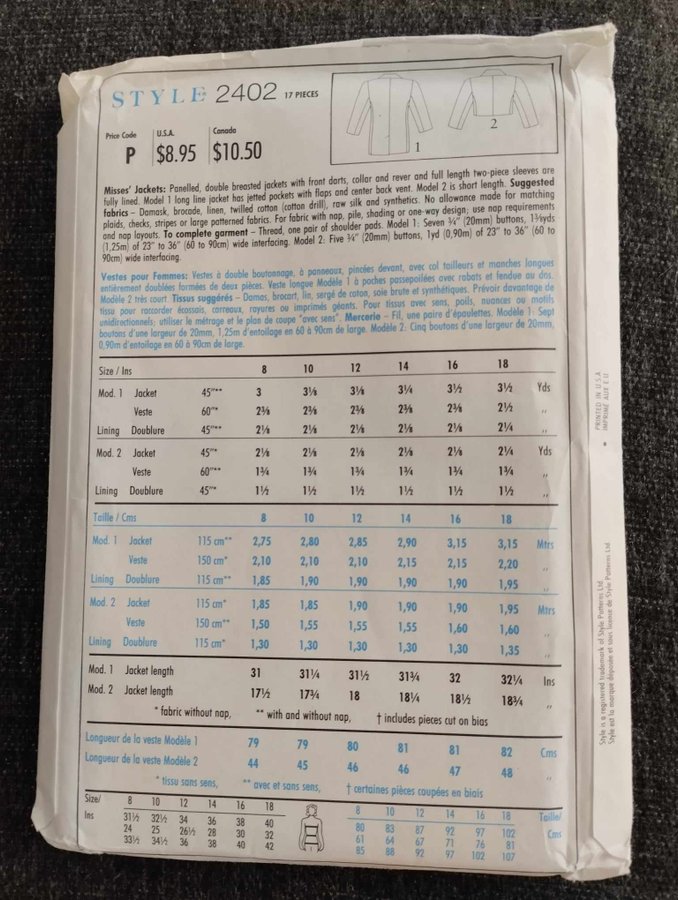 STYLE 2402 17 PIECES
Price Code U.S.A. Canada
P $8.95 $10.50
1 2
Misses' Jackets: Panelled, double breasted jackets with front darts, collar and rever and full length two-piece sleeves are
fully lined. Model 1 long line jacket has jetted pockets with flaps and center back vent. Model 2 is short length. Suggested
fabrics – Damask, brocade, linen, twilled cotton (cotton drill), raw silk and synthetics. No allowance made for matching
plaids, checks, stripes or large patterned fabrics. For fabric with nap, pile, shading or one-way design; use nap requirements
and nap layouts. To complete garment – Thread, one pair of shoulder pads. Model 1: Seven ¾" (20mm) buttons, 1⅜yds
(1,25m) of 23" to 36" (60 to 90cm) wide interfacing. Model 2: Five ¾" (20mm) buttons, 1yd (0,90m) of 23" to 36" (60 to
90cm) wide interfacing.
Vestes pour Femmes: Vestes à double boutonnage, à panneaux, pincées devant, avec col tailleurs et manches longues
entièrement doublées formées de deux pièces. Veste longue Modèle 1 à poches passepoilées avec rabats et fendue au dos.
Modèle 2 très court. Tissus suggérés – Damas, brocart, lin, sergé de coton, soie brute et synthétiques. Prévoir davantage de
tissu pour raccorder écossais, carreaux, rayures ou imprimés géants. Pour tissus avec sens, poils, nuances ou motifs
unidirectionnels; utiliser le métrage et le plan de coupe "avec sens". Mercerie – Fil, une paire d'épaulettes. Modèle 1: Sept
boutons d'une largeur de 20mm, 1,25m d'entoilage en 60 à 90cm de large. Modèle 2: Cinq boutons d'une largeur de 20mm,
0,90m d'entoilage en 60 à 90cm de large.
Size / Ins 8 10 12 14 16 18
Mod. 1 Jacket 45"** 3 3⅛ 3⅛ 3¼ 3½ 3½ Yds
Veste 60"* 2⅜ 2⅜ 2⅜ 2⅜ 2⅜ 2½ ,,
Lining Doublure 45"** 2⅛ 2⅛ 2⅛ 2⅛ 2⅛ 2¼ ,,
Mod. 2 Jacket 45"* 2⅛ 2⅛ 2⅛ 2⅛ 2⅛ 2¼ Yds
Veste 60"** 1¾ 1¾ 1¾ 1¾ 1¾ 1¾ ,,
Lining Doublure 45"* 1½ 1½ 1½ 1½ 1½ 1½ ,,
Taille / Cms 8 10 12 14 16 18
Mod. 1 Jacket 115 cm** 2,75 2,80 2,85 2,90 3,15 3,15 Mtrs
Veste 150 cm* 2,10 2,10 2,10 2,15 2,15 2,20 ,,
Lining Doublure 115 cm** 1,85 1,90 1,90 1,90 1,90 1,95 ,,
Mod. 2 Jacket 115 cm* 1,85 1,85 1,90 1,90 1,90 1,95 Mtrs
Veste 150 cm** 1,50 1,55 1,55 1,55 1,60 1,60 ,,
Lining Doublure 115 cm* 1,30 1,30 1,30 1,30 1,30 1,35 ,,
Mod. 1 Jacket length 31 31¼ 31½ 31¾ 32 32¼ Ins
Mod. 2 Jacket length 17½ 17¾ 18 18¼ 18½ 18¾ ,,
* fabric without nap, ** with and without nap, † includes pieces cut on bias
Longueur de la veste Modèle 1 79 79 80 81 81 82 Cms
Longueur de la veste Modèle 2 44 45 46 46 47 48 ,,
* tissu sans sens, ** avec et sans sens, † certaines pièces coupées en biais
Size/ 8 10 12 14 16 18 8 10 12 14 16 18 Taille/
Ins 31½ 32½ 34 36 38 40 80 83 87 92 97 102 Cms
24 25 26½ 28 30 32 61 64 67 71 76 81
33½ 34½ 36 38 40 42 85 88 92 97 102 107
PRINTED IN U.S.A.
IMPRIMÉ AUX E.U.
Style is a registered trademark of Style Patterns Ltd
Style est la marque déposée et sous licence de Style Patterns Ltd